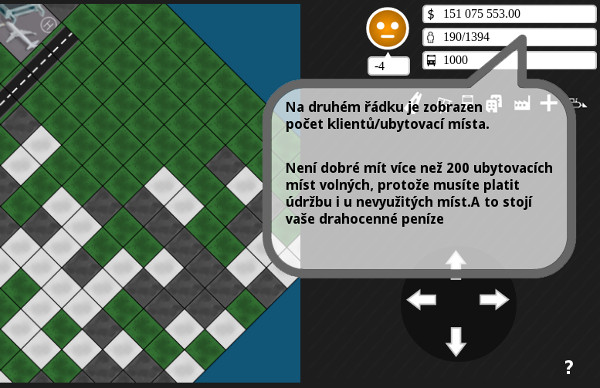 $ 151 075 553.00
190/1394
-4
1000
Na druhém řádku je zobrazen
počet klientů/ubytovací místa.
Není dobré mít více než 200 ubytovacích
míst volných, protože musíte platit
údržbu i u nevyužitých míst.A to stojí
vaše drahocenné peníze
?